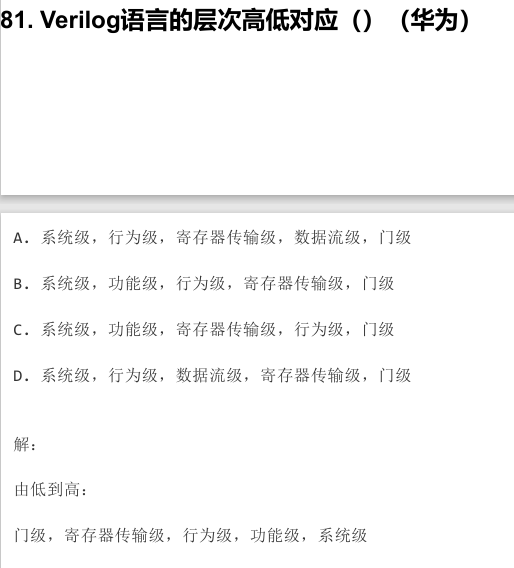 81. Verilog语言的层次高低对应（）（华为）
A. 系统级，行为级，寄存器传输级，数据流级，门级
B. 系统级，功能级，行为级，寄存器传输级，门级
C. 系统级，功能级，寄存器传输级，行为级，门级
D. 系统级，行为级，数据流级，寄存器传输级，门级
解：
由低到高：
门级，寄存器传输级，行为级，功能级，系统级